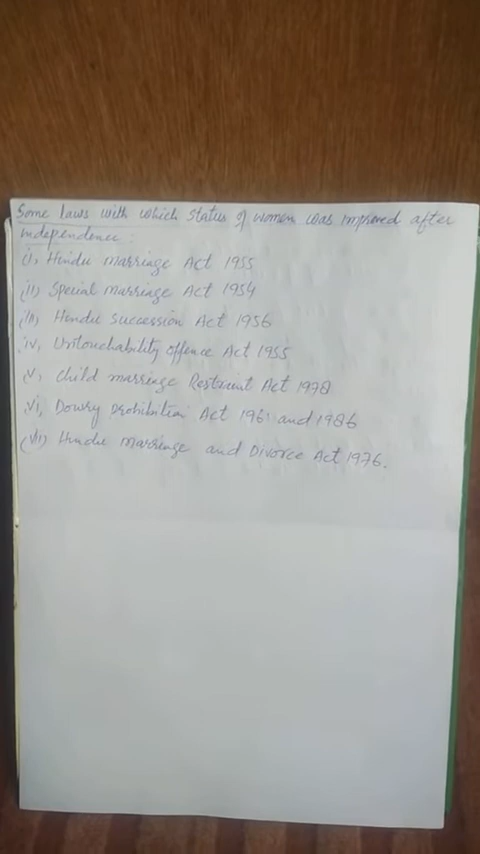 Some laws with which status of women was improved after
independence :
(i) Hindu marriage Act 1955
(ii) Special marriage Act 1954
(iii) Hindu succession Act 1956
(iv) Untouchability offence Act 1955
(v) Child marriage Restraint Act 1978
(vi) Dowry prohibition Act 1961 and 1986
(vii) Hindu marriage and Divorce Act 1976.